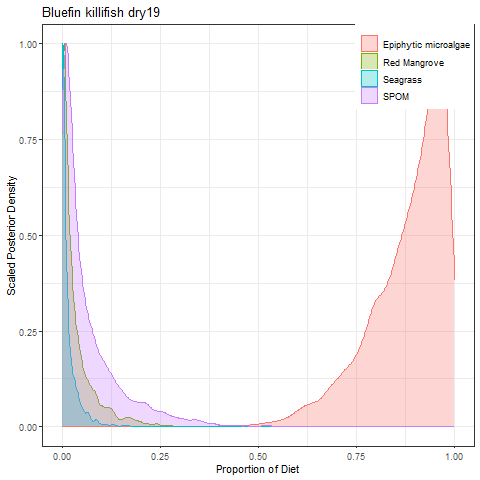 Bluefin killifish dry19
Epiphytic microalgae
Red Mangrove
Seagrass
SPOM
1.00
0.75
0.50
0.25
0.00
Scaled Posterior Density
0.00
0.25
0.50
0.75
1.00
Proportion of Diet